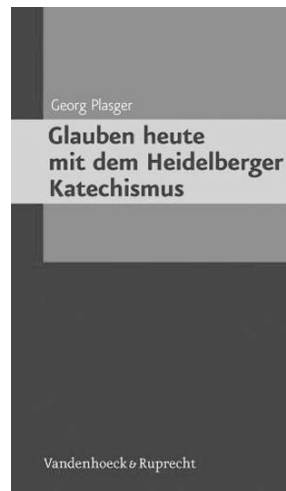 Georg Plasger
Glauben heute
mit dem Heidelberger
Katechismus
Vandenhoeck & Ruprecht